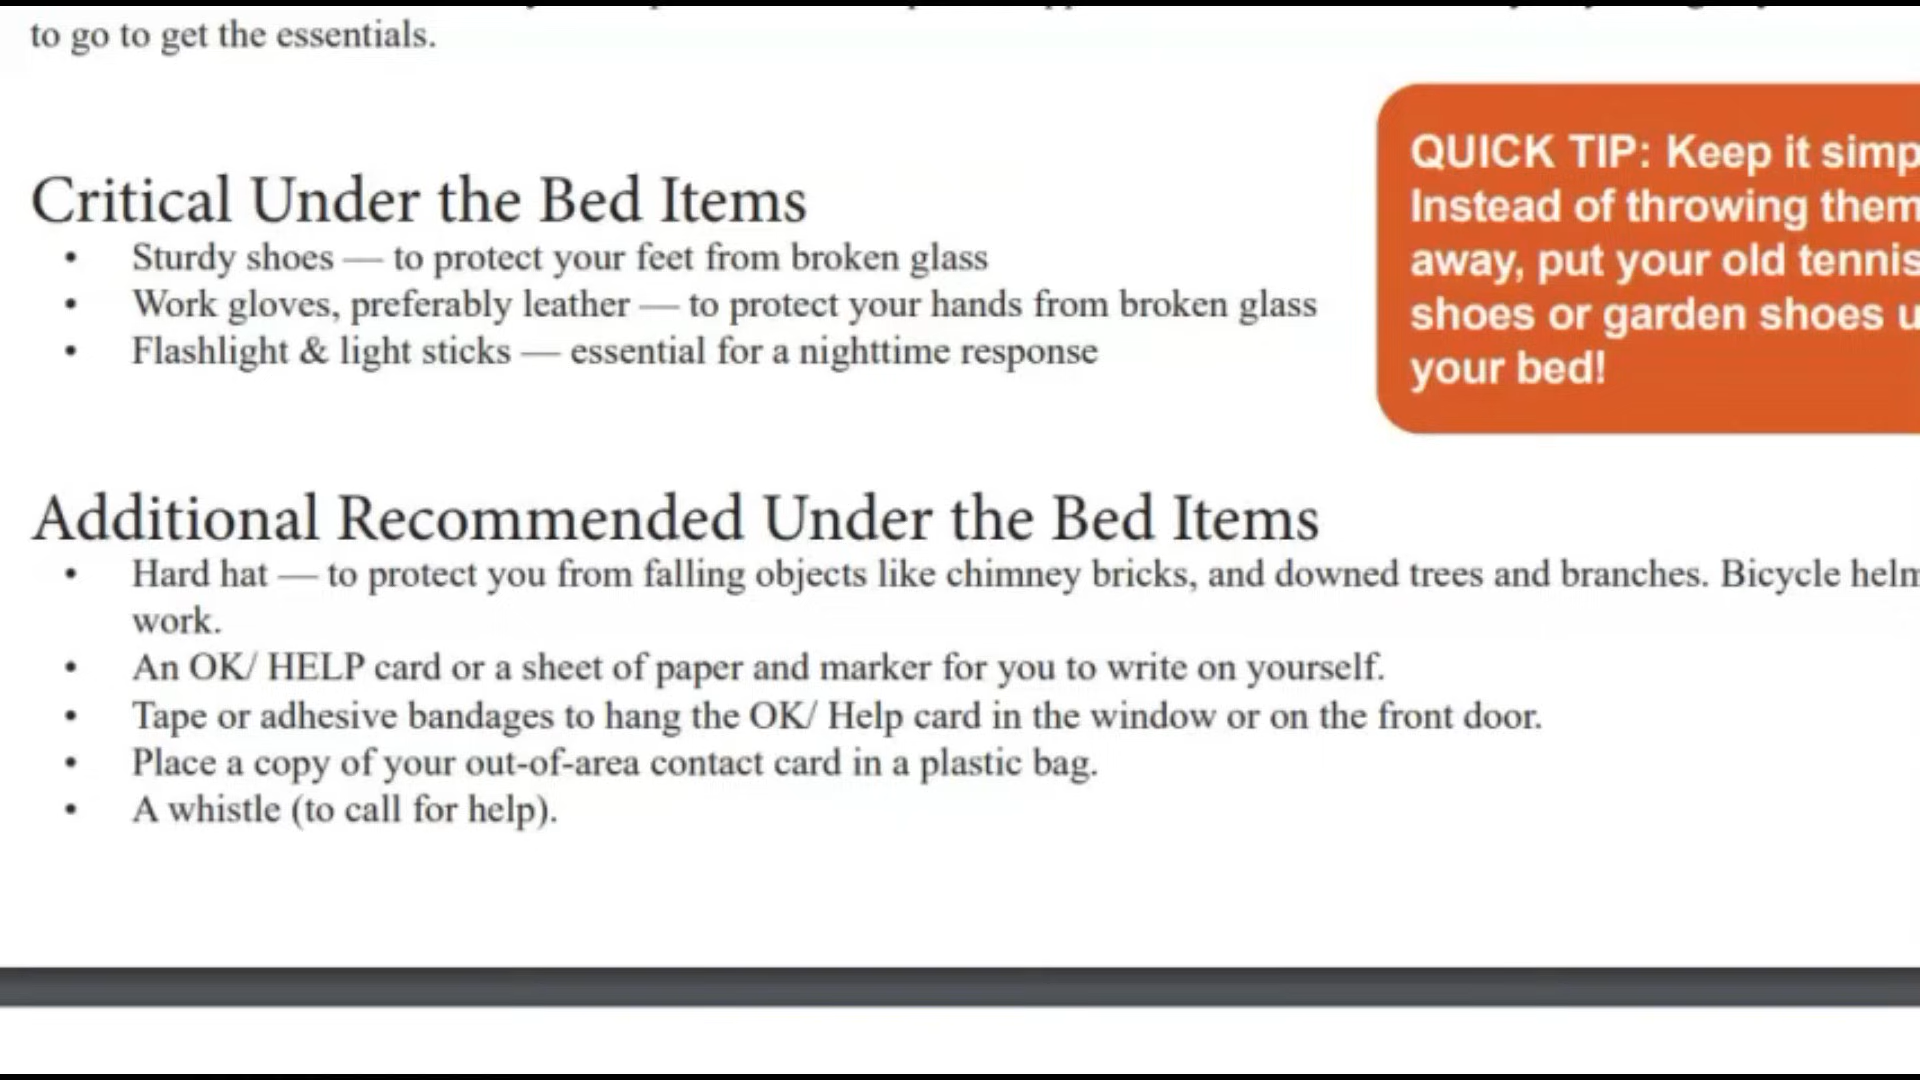 to go to get the essentials.
Critical Under the Bed Items
• Sturdy shoes — to protect your feet from broken glass
• Work gloves, preferably leather — to protect your hands from broken glass
• Flashlight & light sticks — essential for a nighttime response
QUICK TIP: Keep it simp
Instead of throwing them
away, put your old tennis
shoes or garden shoes u
your bed!
Additional Recommended Under the Bed Items
• Hard hat — to protect you from falling objects like chimney bricks, and downed trees and branches. Bicycle helm
work.
• An OK/ HELP card or a sheet of paper and marker for you to write on yourself.
• Tape or adhesive bandages to hang the OK/ Help card in the window or on the front door.
• Place a copy of your out-of-area contact card in a plastic bag.
• A whistle (to call for help).